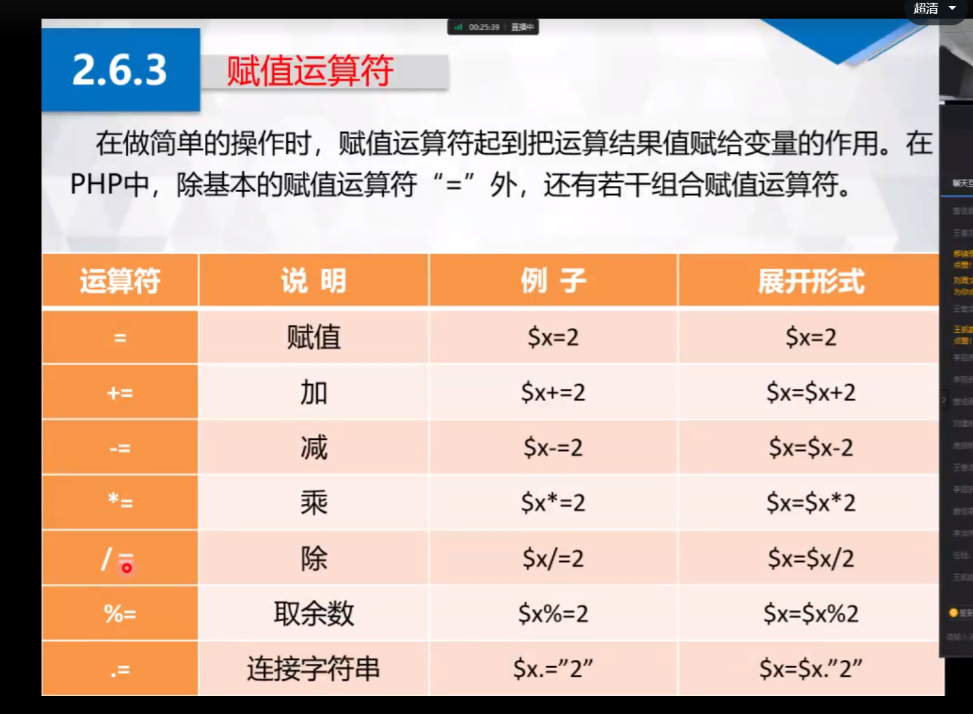 超清
00:25:39 直播中
2.6.3
赋值运算符
在做简单的操作时，赋值运算符起到把运算结果值赋给变量的作用。在
PHP中，除基本的赋值运算符“=”外，还有若干组合赋值运算符。
运算符 说 明 例 子 展开形式
= 赋值 $x=2 $x=2
+= 加 $x+=2 $x=$x+2
-= 减 $x-=2 $x=$x-2
*= 乘 $x*=2 $x=$x*2
/= 除 $x/=2 $x=$x/2
%= 取余数 $x%=2 $x=$x%2
.= 连接字符串 $x.=”2” $x=$x.”2”